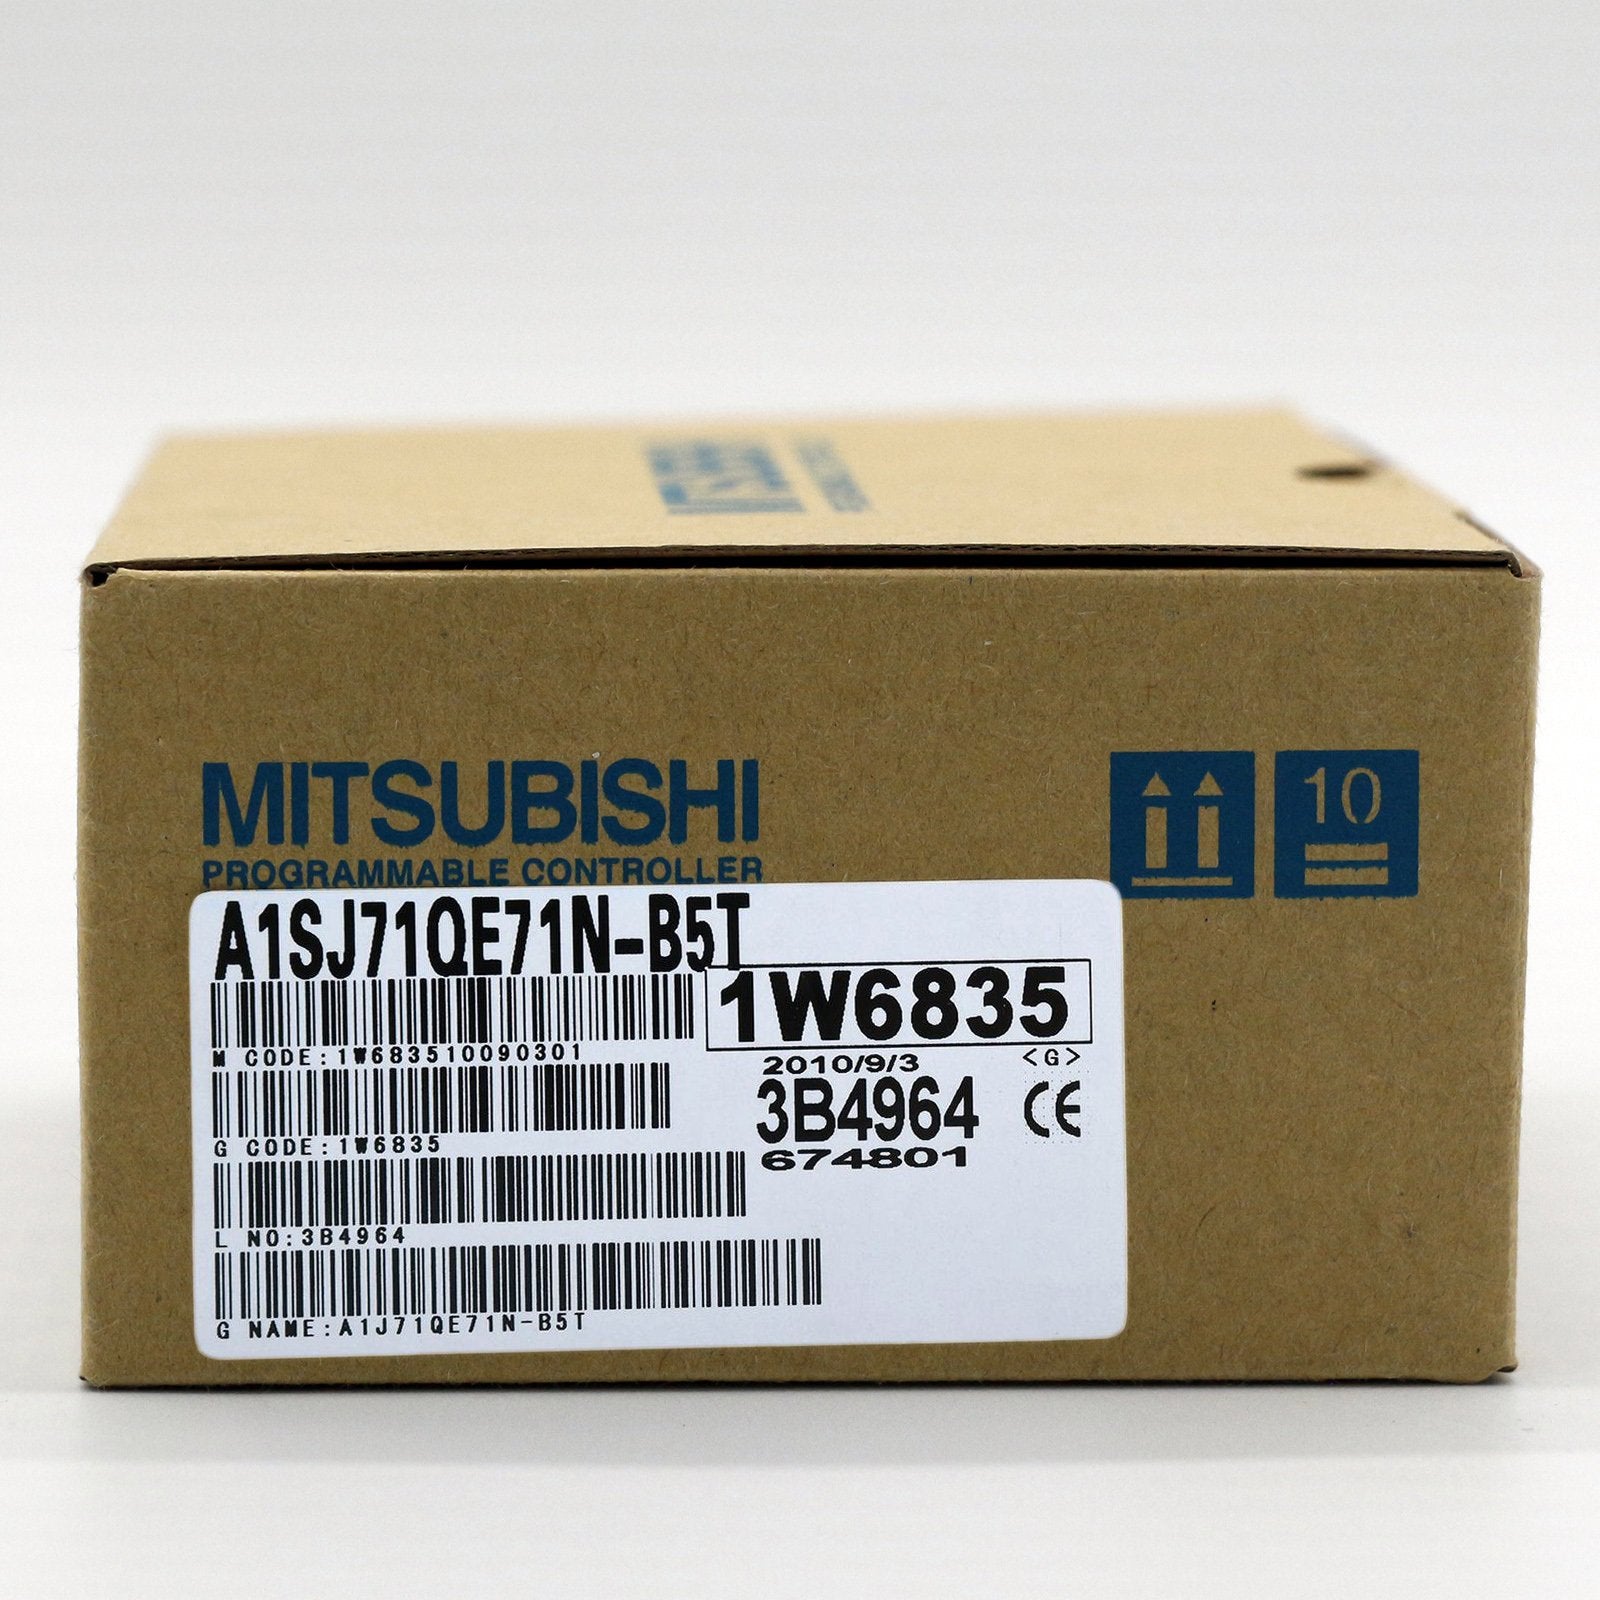 MITSUBISHI
MITSUBISHI
PROGRAMMABLE CONTROLLER
10
A1SJ71QE71N-B5T
1W6835
M CODE:1W683510090301
2010/9/3 <G>
3B4964 CE
G CODE:1W6835
674801
L NO:3B4964
G NAME:A1J71QE71N-B5T